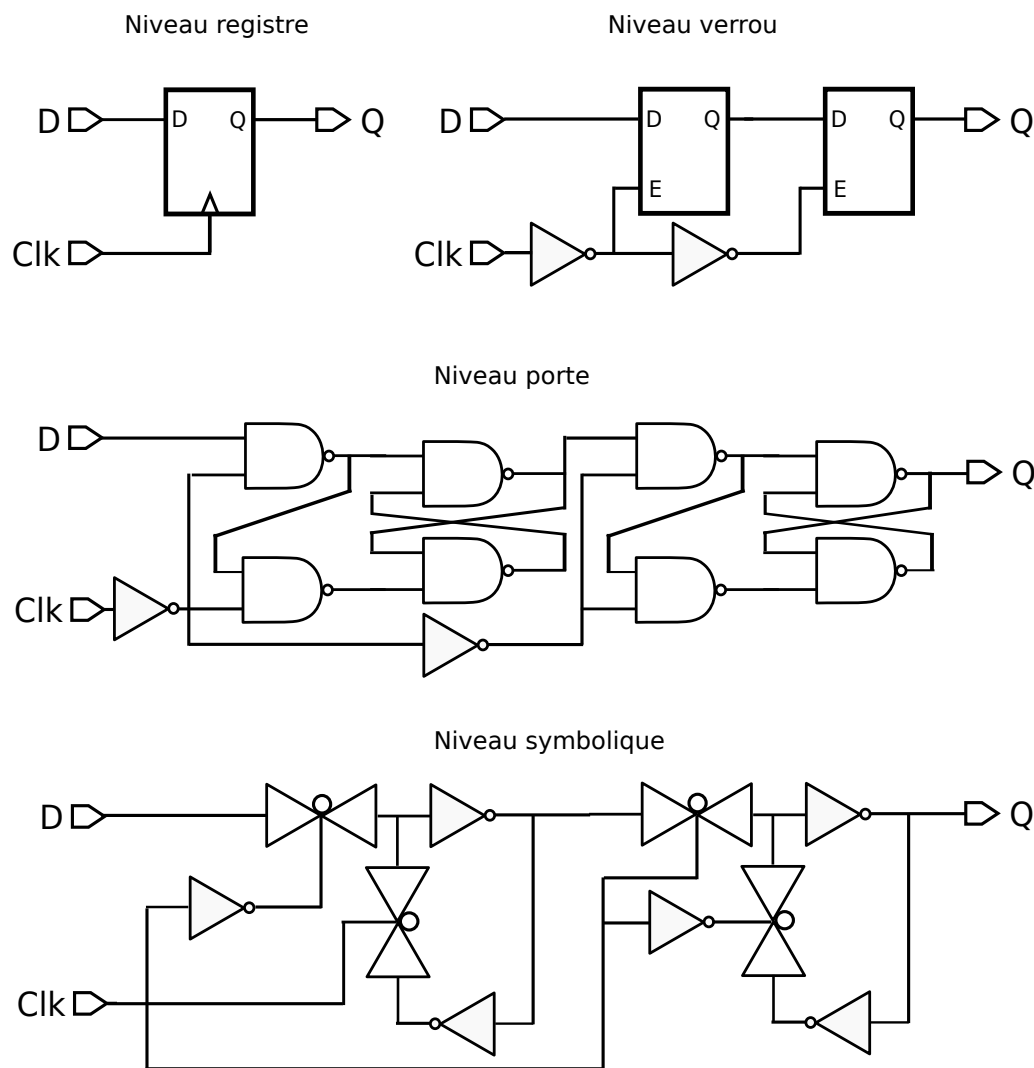 Niveau registre
Niveau verrou
D
D
Q
Q
D
D
Q
D
Q
Q
E
E
Clk
Clk
Niveau porte
D
Q
Clk
Niveau symbolique
D
Q
Clk